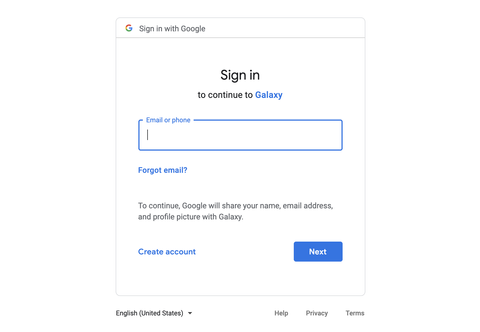 Sign in with Google
Sign in
to continue to Galaxy
Email or phone
Forgot email?
To continue, Google will share your name, email address,
and profile picture with Galaxy.
Create account
Next
English (United States)
Help
Privacy
Terms